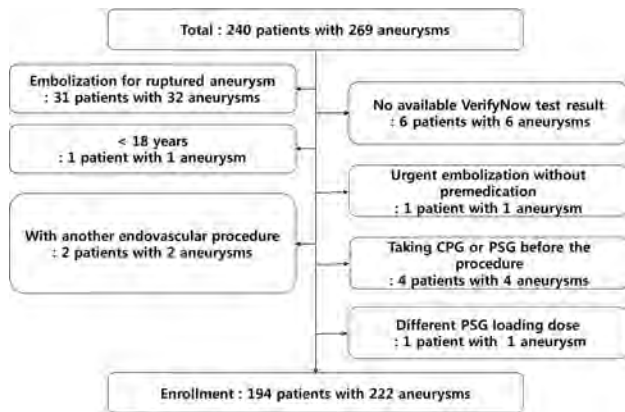 Total : 240 patients with 269 aneurysms
Embolization for ruptured aneurysm
: 31 patients with 32 aneurysms
No available VerifyNow test result
: 6 patients with 6 aneurysms
< 18 years
: 1 patient with 1 aneurysm
Urgent embolization without
premedication
: 1 patient with 1 aneurysm
With another endovascular procedure
: 2 patients with 2 aneurysms
Taking CPG or PSG before the
procedure
: 4 patients with 4 aneurysms
Different PSG loading dose
: 1 patient with 1 aneurysm
Enrollment : 194 patients with 222 aneurysms